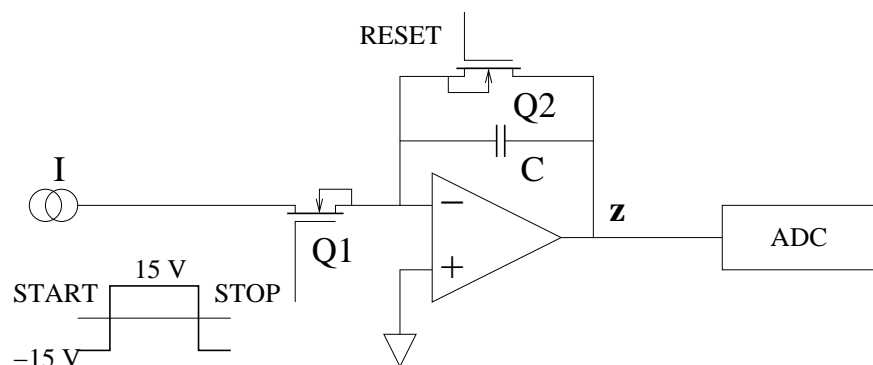 RESET
Q2
C
I
z
ADC
Q1
15 V
START
STOP
−15 V